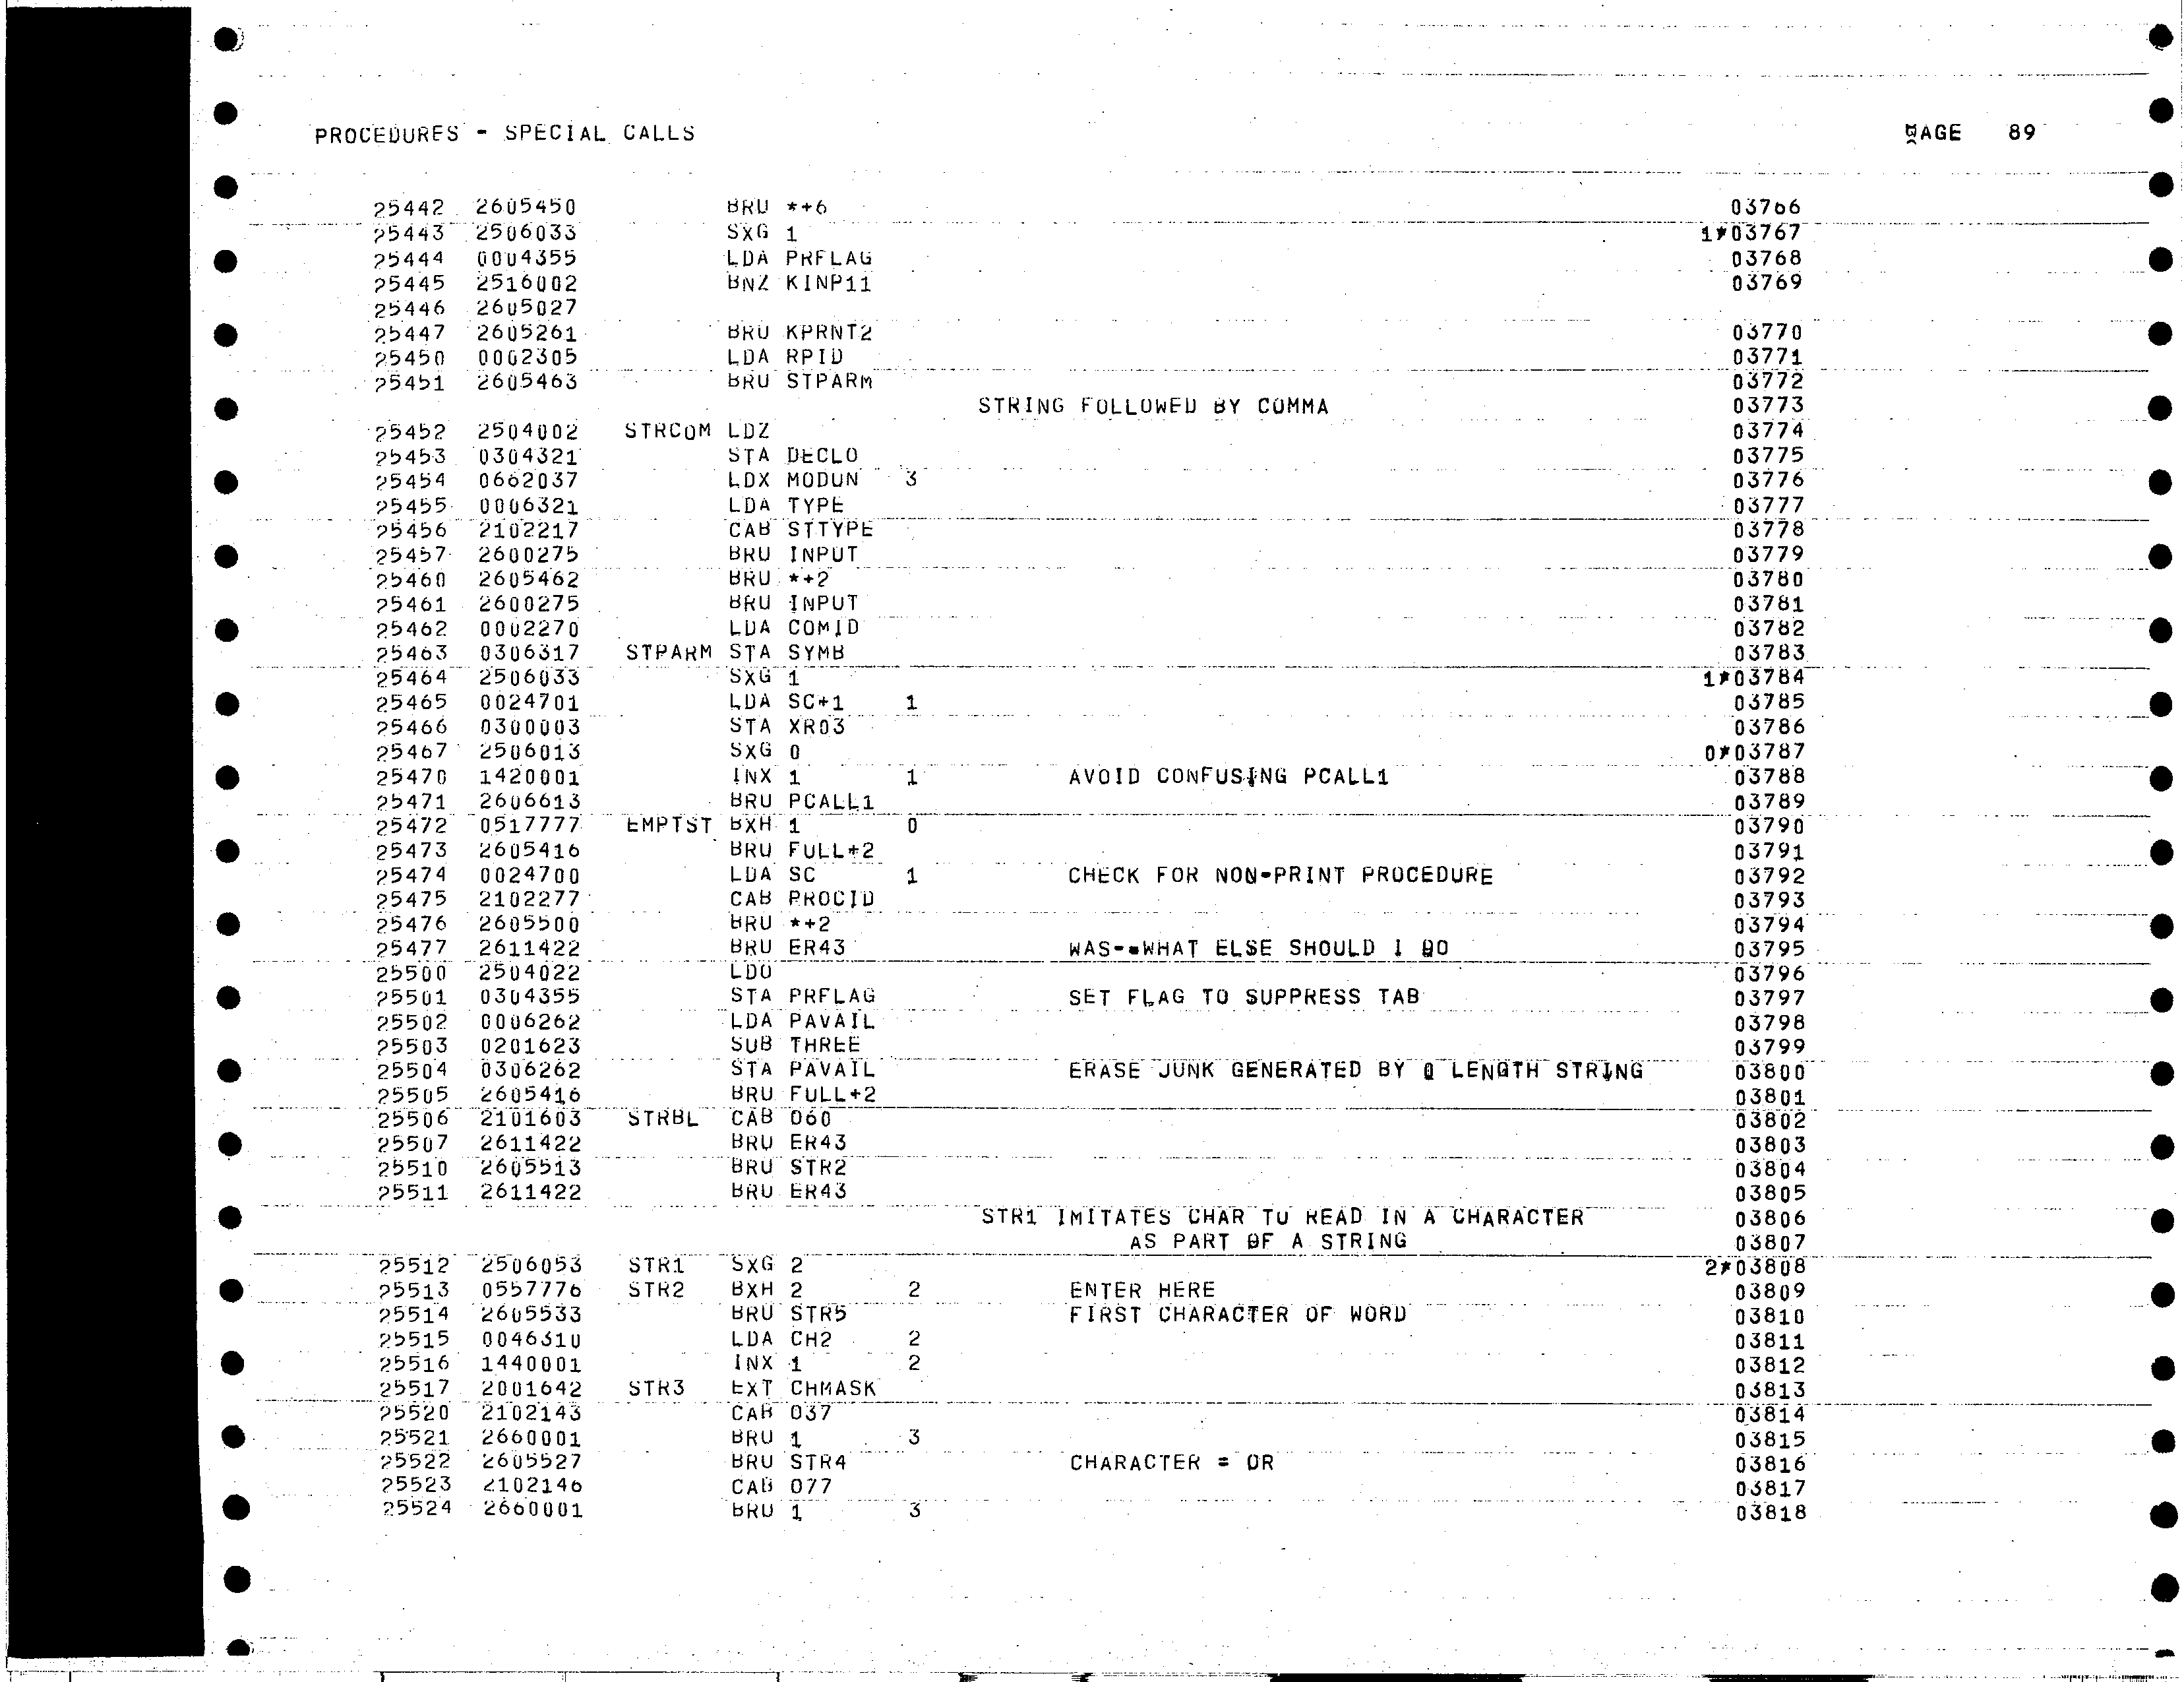 PROCEDURES - SPECIAL CALLS PAGE 89
25442 2605450 BRU *+6 03766
25443 2506033 SXG 1 1*03767
25444 0004355 LDA PRFLAG 03768
25445 2516002 BNZ KINP11 03769
25446 2605027
25447 2605261 BRU KPRNT2 03770
25450 0002305 LDA RPID 03771
25451 2605463 BRU STPARM 03772
STRING FOLLOWED BY COMMA 03773
25452 2504002 STRCOM LDZ 03774
25453 0304321 STA DECLO 03775
25454 0662037 LDX MODUN 3 03776
25455 0006321 LDA TYPE 03777
25456 2102217 CAB STTYPE 03778
25457 2600275 BRU INPUT 03779
25460 2605462 BRU *+2 03780
25461 2600275 BRU INPUT 03781
25462 0002270 LDA COMID 03782
25463 0306317 STPARM STA SYMB 03783
25464 2506033 SXG 1 1*03784
25465 0024701 LDA SC+1 1 03785
25466 0300003 STA XR03 03786
25467 2506013 SXG 0 0*03787
25470 1420001 INX 1 1 AVOID CONFUSING PCALL1 03788
25471 2606613 BRU PCALL1 03789
25472 0517777 EMPTST BXH 1 0 03790
25473 2605416 BRU FULL+2 03791
25474 0024700 LDA SC 1 CHECK FOR NON-PRINT PROCEDURE 03792
25475 2102277 CAB PROCID 03793
25476 2605500 BRU *+2 03794
25477 2611422 BRU ER43 WAS--WHAT ELSE SHOULD I DO 03795
25500 2504022 LDO 03796
25501 0304355 STA PRFLAG SET FLAG TO SUPPRESS TAB 03797
25502 0006262 LDA PAVAIL 03798
25503 0201623 SUB THREE 03799
25504 0306262 STA PAVAIL ERASE JUNK GENERATED BY 0 LENGTH STRING 03800
25505 2605416 BRU FULL+2 03801
25506 2101603 STRBL CAB O60 03802
25507 2611422 BRU ER43 03803
25510 2605513 BRU STR2 03804
25511 2611422 BRU ER43 03805
STR1 IMITATES CHAR TO READ IN A CHARACTER 03806
AS PART OF A STRING 03807
25512 2506053 STR1 SXG 2 2*03808
25513 0557776 STR2 BXH 2 2 ENTER HERE 03809
25514 2605533 BRU STR5 FIRST CHARACTER OF WORD 03810
25515 0046310 LDA CH2 2 03811
25516 1440001 INX 1 2 03812
25517 2001642 STR3 EXT CHMASK 03813
25520 2102143 CAB O37 03814
25521 2660001 BRU 1 3 03815
25522 2605527 BRU STR4 CHARACTER = OR 03816
25523 2102146 CAB O77 03817
25524 2660001 BRU 1 3 03818